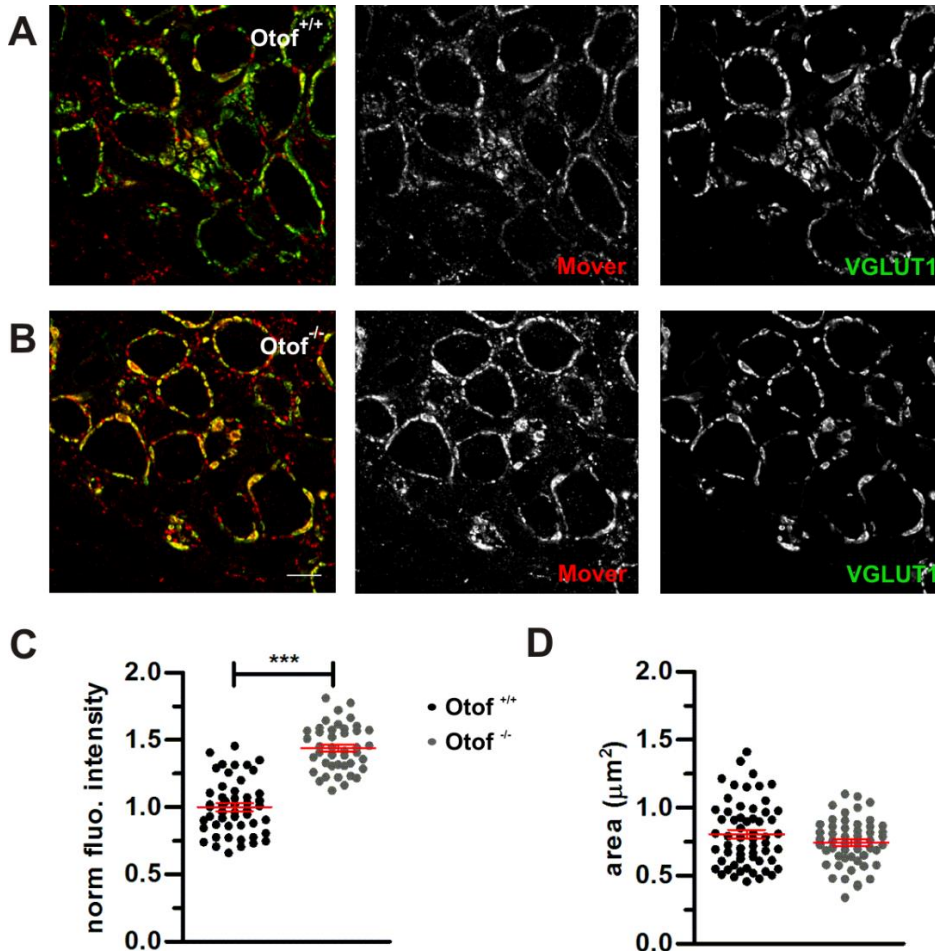 A
Otof+/+
Mover
VGLUT1
B
Otof-/-
Mover
VGLUT1
C
norm fluo. intensity
2.0
1.5
1.0
0.5
0.0
***
Otof +/+
Otof -/-
D
area (µm²)
2.0
1.5
1.0
0.5
0.0